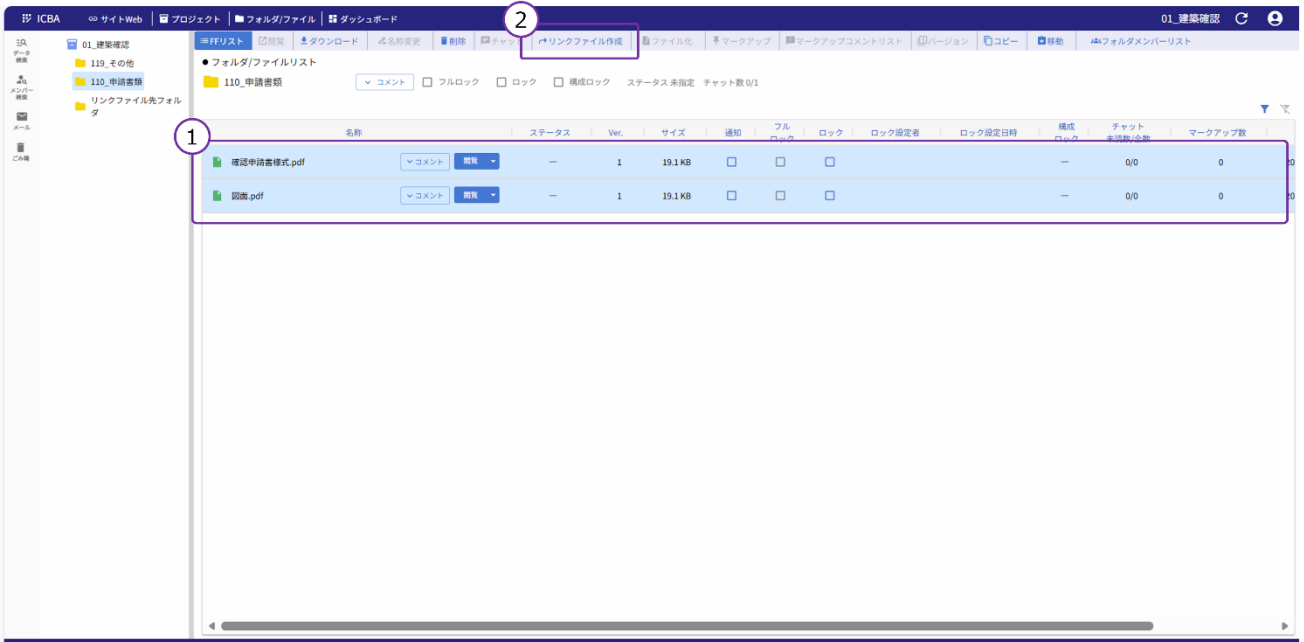 ICBA サイトWeb プロジェクト フォルダ/ファイル ダッシュボード 01_建築確認
2
データ検索
メンバー検索
メール
ごみ箱
01_建築確認
119_その他
110_申請書類
リンクファイル先フォルダ
FFリスト 閲覧 ダウンロード 名称変更 削除 チャット リンクファイル作成 ファイル化 マークアップ マークアップコメントリスト バージョン コピー 移動 フォルダメンバーリスト
●フォルダ/ファイルリスト
110_申請書類 コメント フルロック ロック 構成ロック ステータス 未指定 チャット数 0/1
1
名称 ステータス Ver. サイズ 通知 フルロック ロック ロック設定者 ロック設定日時 構成ロック チャット未読数/全数 マークアップ数
確認申請書様式.pdf コメント 閲覧 — 1 19.1 KB — 0/0 0 20
図面.pdf コメント 閲覧 — 1 19.1 KB — 0/0 0 20